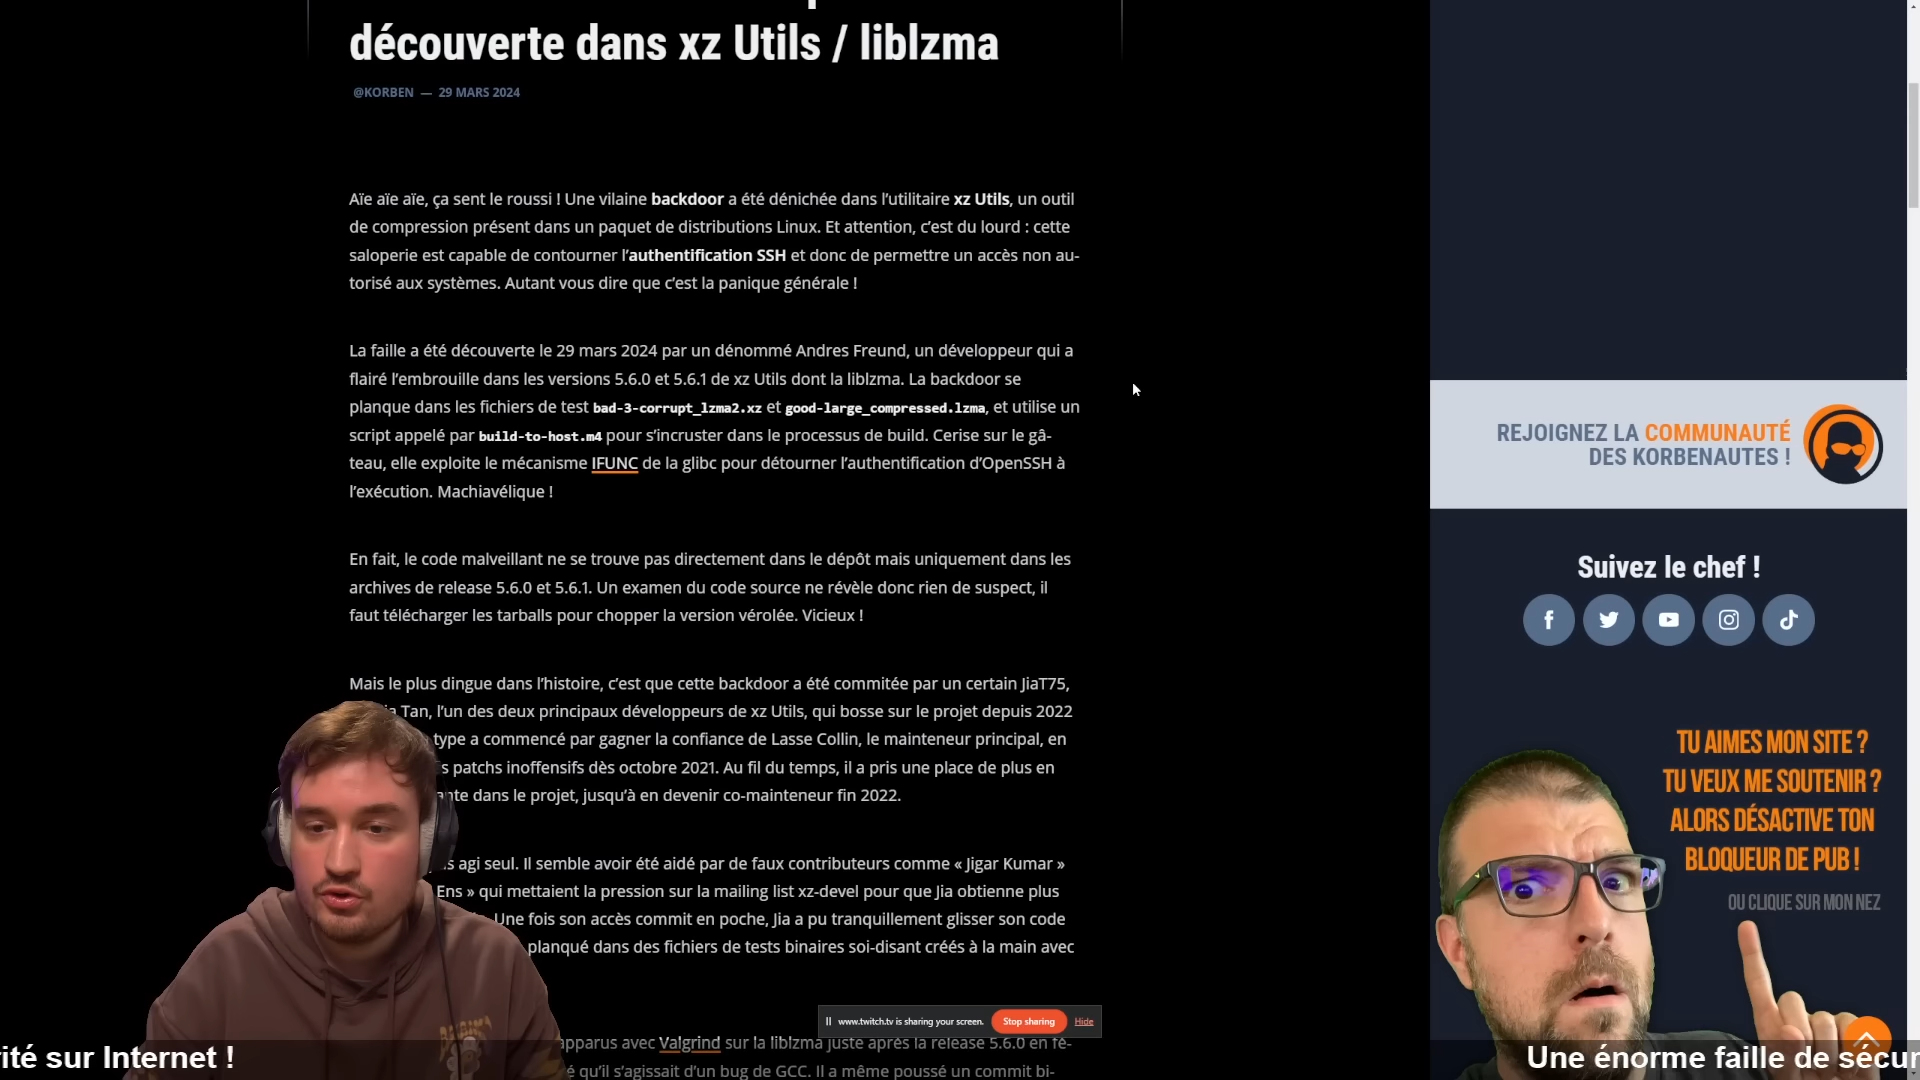 découverte dans xz Utils / liblzma
@KORBEN — 29 MARS 2024
Aïe aïe aïe, ça sent le roussi ! Une vilaine backdoor a été dénichée dans l’utilitaire xz Utils, un outil
de compression présent dans un paquet de distributions Linux. Et attention, c’est du lourd : cette
saloperie est capable de contourner l’authentification SSH et donc de permettre un accès non au-
torisé aux systèmes. Autant vous dire que c’est la panique générale !
La faille a été découverte le 29 mars 2024 par un dénommé Andres Freund, un développeur qui a
flairé l’embrouille dans les versions 5.6.0 et 5.6.1 de xz Utils dont la liblzma. La backdoor se
planque dans les fichiers de test bad-3-corrupt_lzma2.xz et good-large_compressed.lzma, et utilise un
script appelé par build-to-host.m4 pour s’incruster dans le processus de build. Cerise sur le gâ-
teau, elle exploite le mécanisme IFUNC de la glibc pour détourner l’authentification d’OpenSSH à
l’exécution. Machiavélique !
En fait, le code malveillant ne se trouve pas directement dans le dépôt mais uniquement dans les
archives de release 5.6.0 et 5.6.1. Un examen du code source ne révèle donc rien de suspect, il
faut télécharger les tarballs pour chopper la version vérolée. Vicieux !
Mais le plus dingue dans l’histoire, c’est que cette backdoor a été commitée par un certain JiaT75,
Tan, l’un des deux principaux développeurs de xz Utils, qui bosse sur le projet depuis 2022
type a commencé par gagner la confiance de Lasse Collin, le mainteneur principal, en
patchs inoffensifs dès octobre 2021. Au fil du temps, il a pris une place de plus en
dans le projet, jusqu’à en devenir co-mainteneur fin 2022.
agi seul. Il semble avoir été aidé par de faux contributeurs comme « Jigar Kumar »
Ens » qui mettaient la pression sur la mailing list xz-devel pour que Jia obtienne plus
Une fois son accès commit en poche, Jia a pu tranquillement glisser son code
planqué dans des fichiers de tests binaires soi-disant créés à la main avec
apparus avec Valgrind sur la liblzma juste après la release 5.6.0 en fé-
qu’il s’agissait d’un bug de GCC. Il a même poussé un commit bi-
www.twitch.tv is sharing your screen. Stop sharing Hide
REJOIGNEZ LA COMMUNAUTÉ
DES KORBENAUTES !
Suivez le chef !
TU AIMES MON SITE ?
TU VEUX ME SOUTENIR ?
ALORS DÉSACTIVE TON
BLOQUEUR DE PUB !
OU CLIQUE SUR MON NEZ
ité sur Internet !
Une énorme faille de sécur